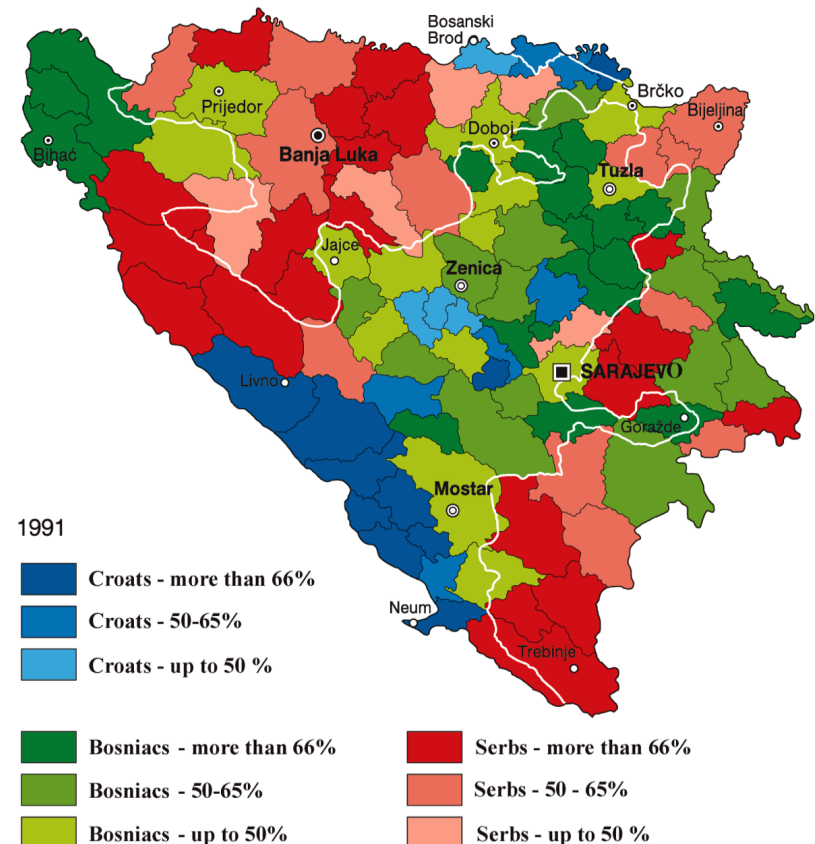 Bosanski
Brod
Brčko
Bijeljina
Prijedor
Doboj
Bihać
Banja Luka
Tuzla
Jajce
Zenica
SARAJEVO
Livno
Goražde
Mostar
1991
Croats - more than 66%
Neum
Croats - 50-65%
Trebinje
Croats - up to 50 %
Bosniacs - more than 66%
Serbs - more than 66%
Bosniacs - 50-65%
Serbs - 50 - 65%
Bosniacs - up to 50%
Serbs - up to 50 %